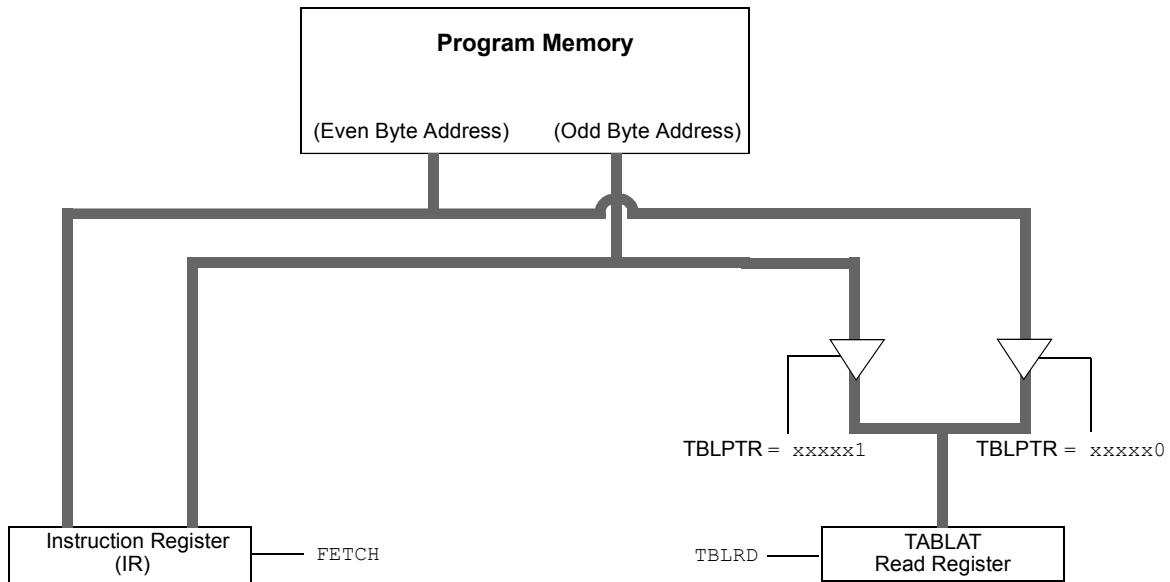 Program Memory
(Even Byte Address) (Odd Byte Address)
TBLPTR = xxxxx1
TBLPTR = xxxxx0
Instruction Register
(IR)
FETCH
TBLRD
TABLAT
Read Register